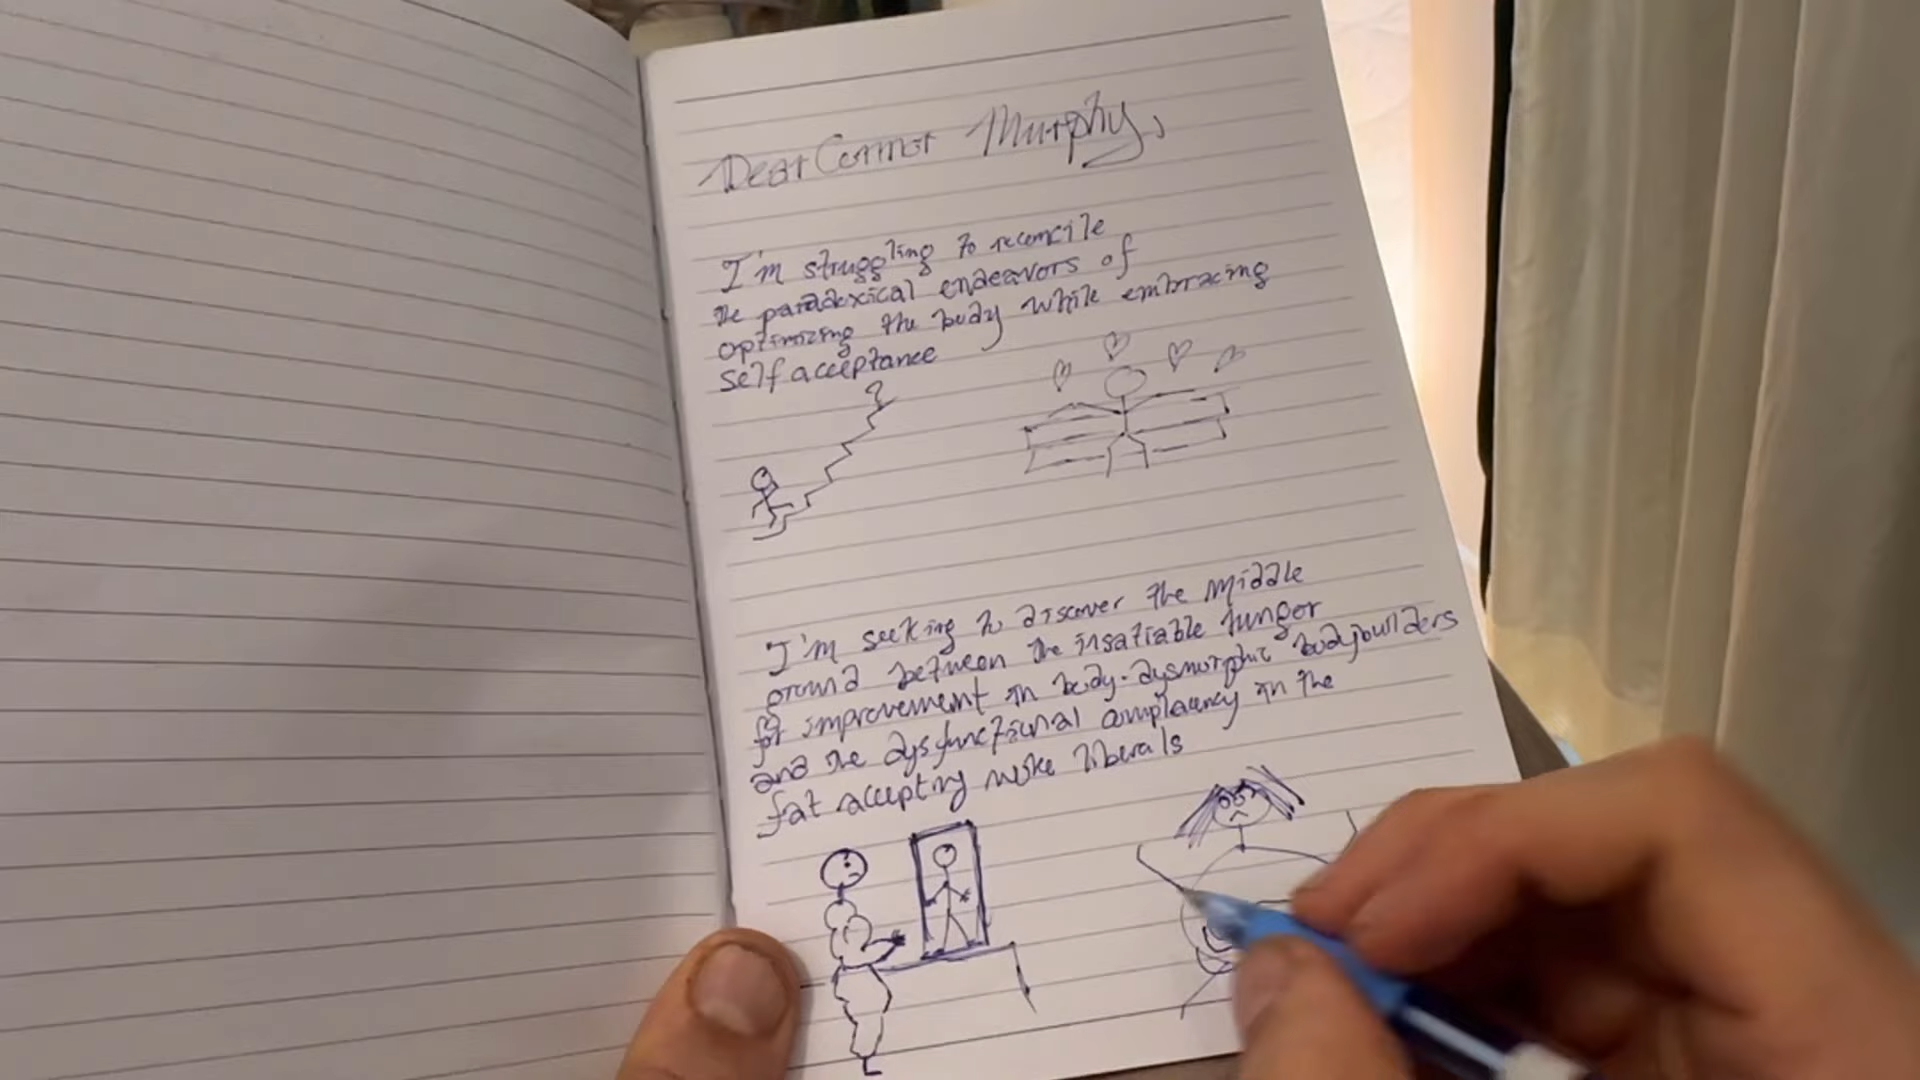 Dear Connor Murphy,
I'm struggling to reconcile
the paradoxical endeavors of
optimizing the body while embracing
self acceptance
?
I'm seeking to discover the middle
ground between the insatiable hunger
for improvement in body-dysmorphic bodybuilders
and the dysfunctional complacency in the
fat accepting woke liberals